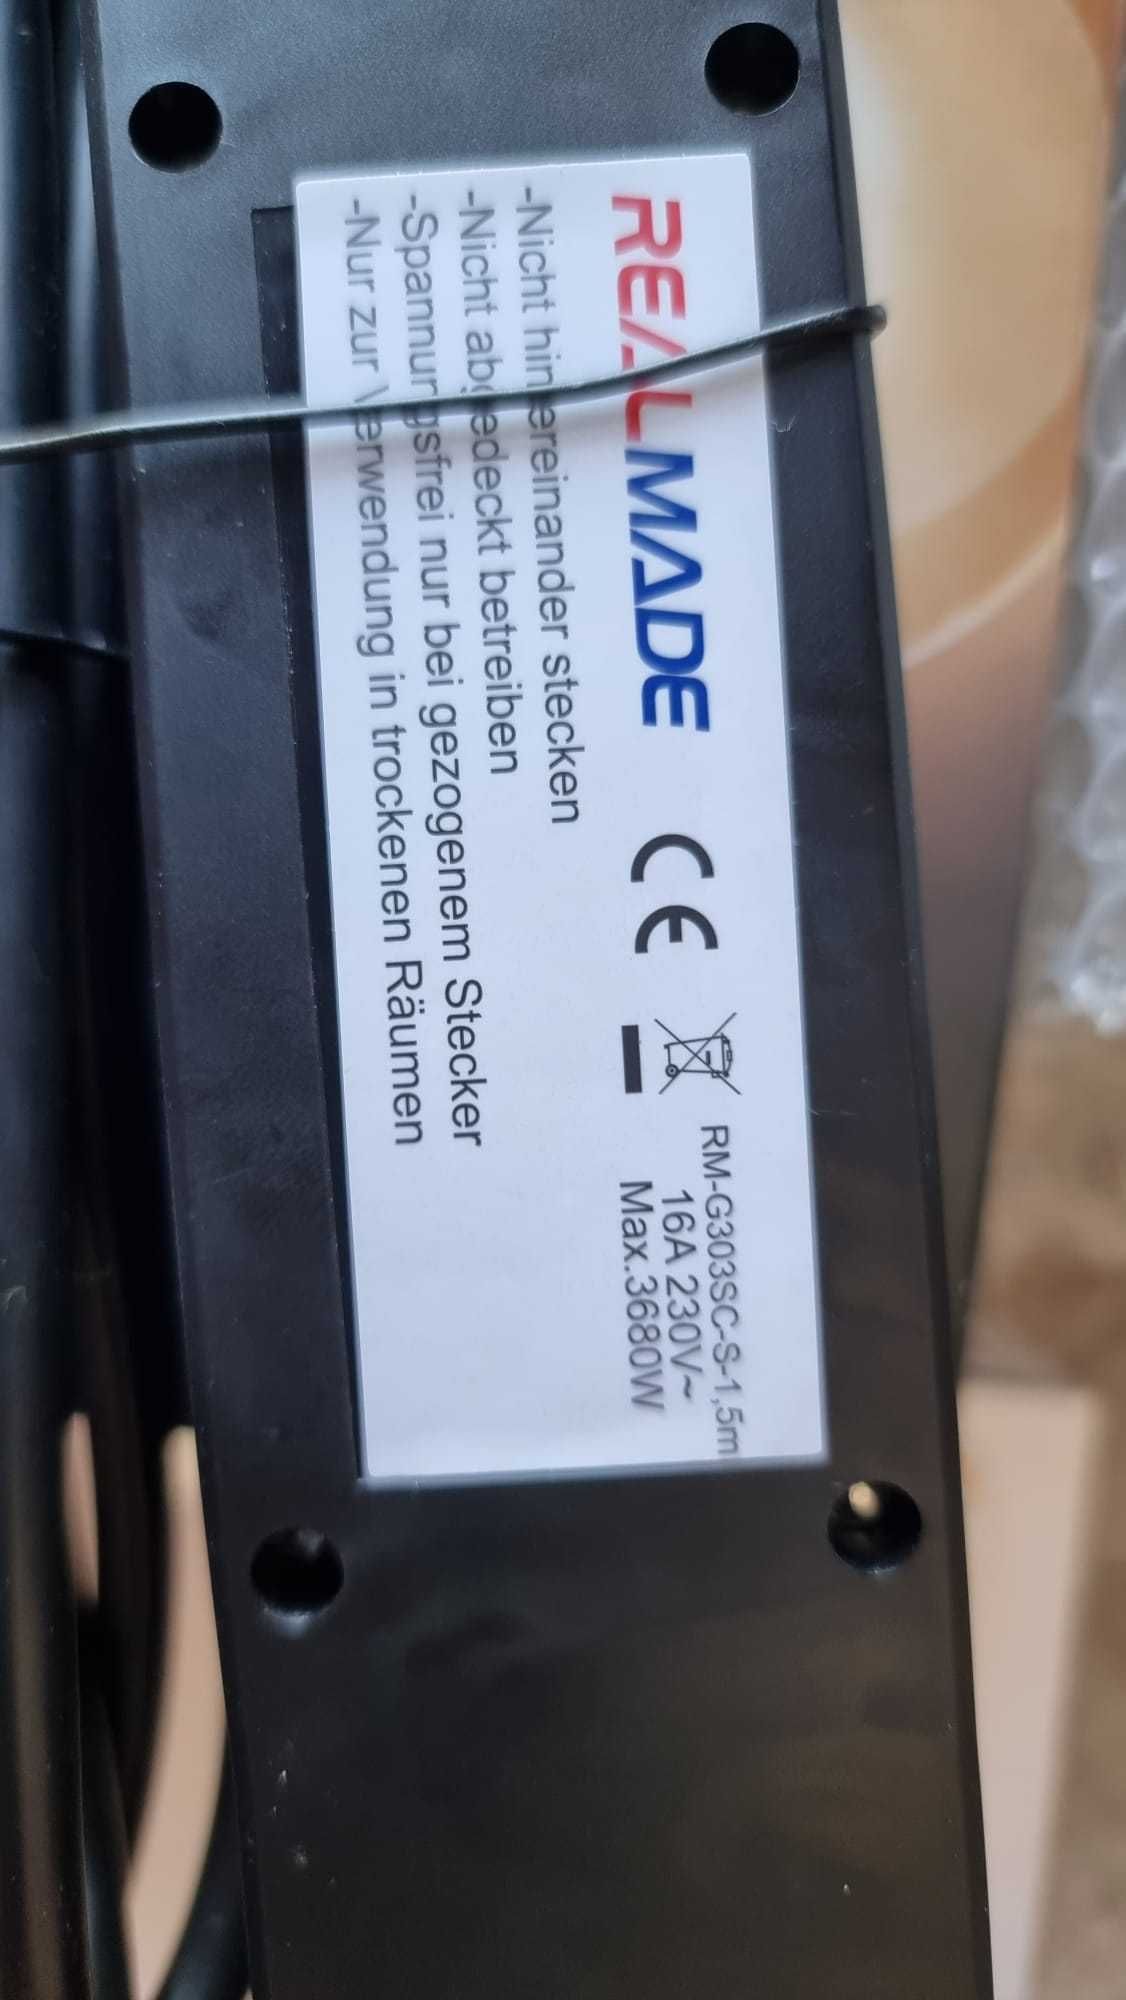 REALMADE CE RM-G303SC-S-1,5m
16A 230V~
Max.3680W
-Nicht hintereinander stecken
-Nicht abgedeckt betreiben
-Spannungsfrei nur bei gezogenem Stecker
-Nur zur Verwendung in trockenen Räumen